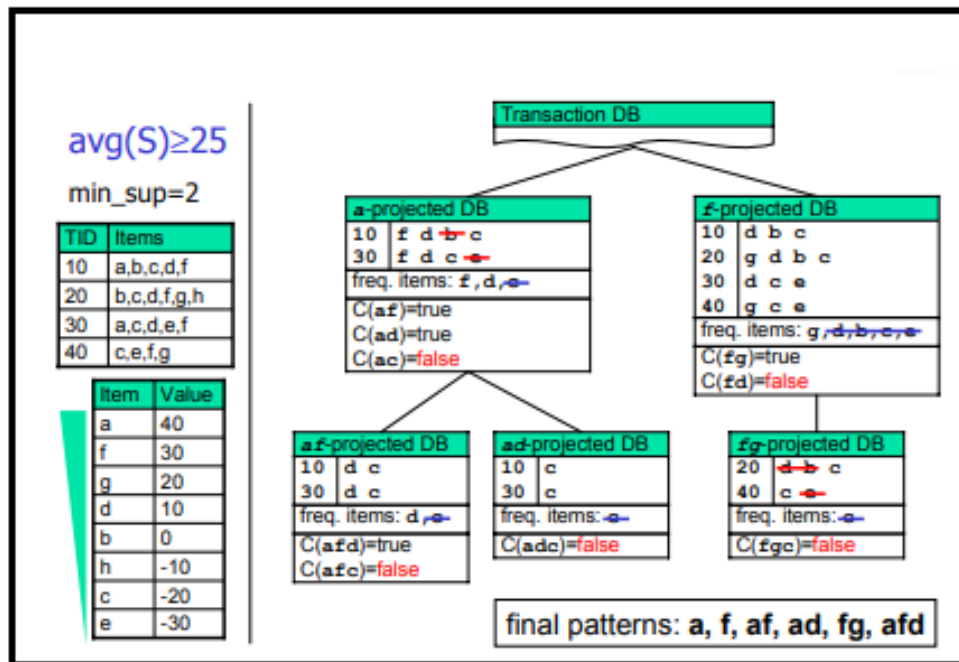 avg(S)≥25
min_sup=2
TID Items
10 a,b,c,d,f
20 b,c,d,f,g,h
30 a,c,d,e,f
40 c,e,f,g
Item Value
a 40
f 30
g 20
d 10
b 0
h -10
c -20
e -30
Transaction DB
a-projected DB
10 f d b c
30 f d c e
freq. items: f,d,c
C(af)=true
C(ad)=true
C(ac)=false
f-projected DB
10 d b c
20 g d b c
30 d c e
40 g c e
freq. items: g,d,b,c,e
C(fg)=true
C(fd)=false
af-projected DB
10 d c
30 d c
freq. items: d,c
C(afd)=true
C(afc)=false
ad-projected DB
10 c
30 c
freq. items: c
C(adc)=false
fg-projected DB
20 d b c
40 c e
freq. items: c
C(fgc)=false
final patterns: a, f, af, ad, fg, afd